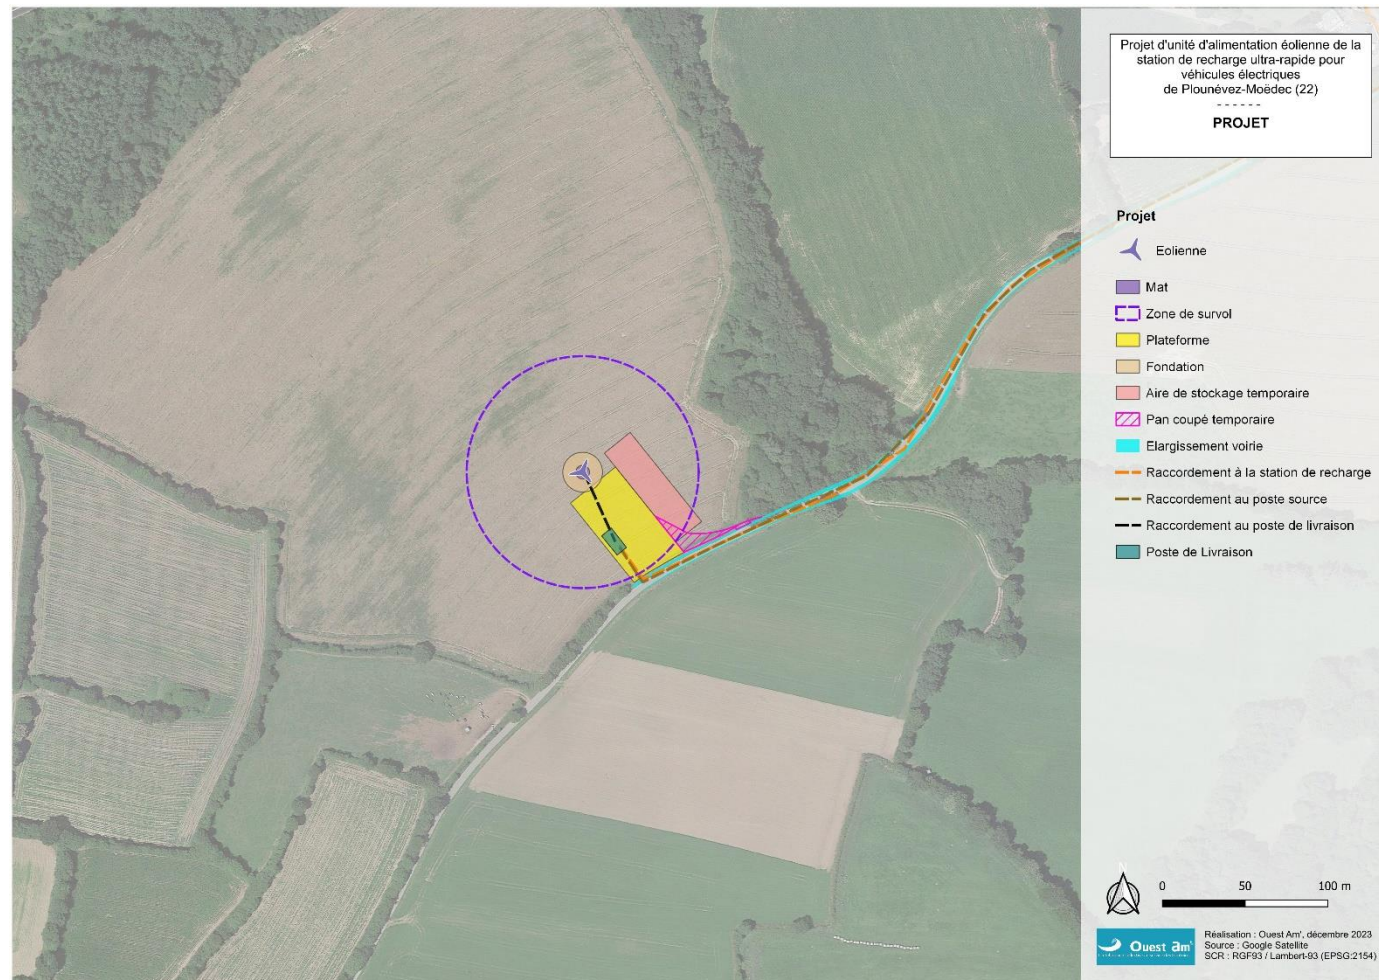 Projet d'unité d'alimentation éolienne de la
station de recharge ultra-rapide pour
véhicules électriques
de Plounévez-Moëdec (22)
------
PROJET
Projet
Eolienne
Mat
Zone de survol
Plateforme
Fondation
Aire de stockage temporaire
Pan coupé temporaire
Elargissement voirie
Raccordement à la station de recharge
Raccordement au poste source
Raccordement au poste de livraison
Poste de Livraison
N
0 50 100 m
Ouest am'
Réalisation : Ouest Am', décembre 2023
Source : Google Satellite
SCR : RGF93 / Lambert-93 (EPSG:2154)